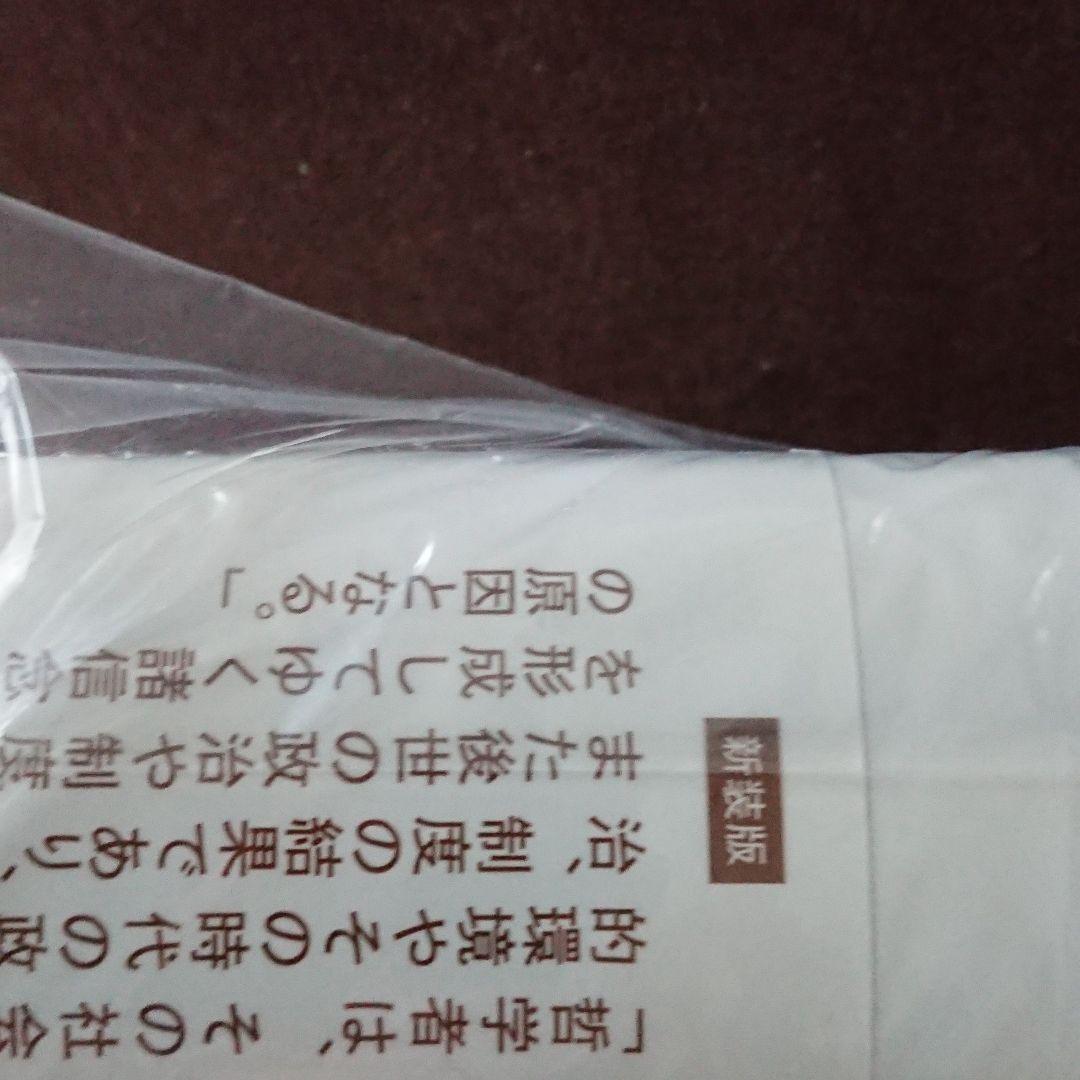 「哲学者は、その社会
的環境やその時代の政
治、制度の結果であり、
また後世の政治や制度
を形成してゆく諸信念
の原因となる。」
新装版